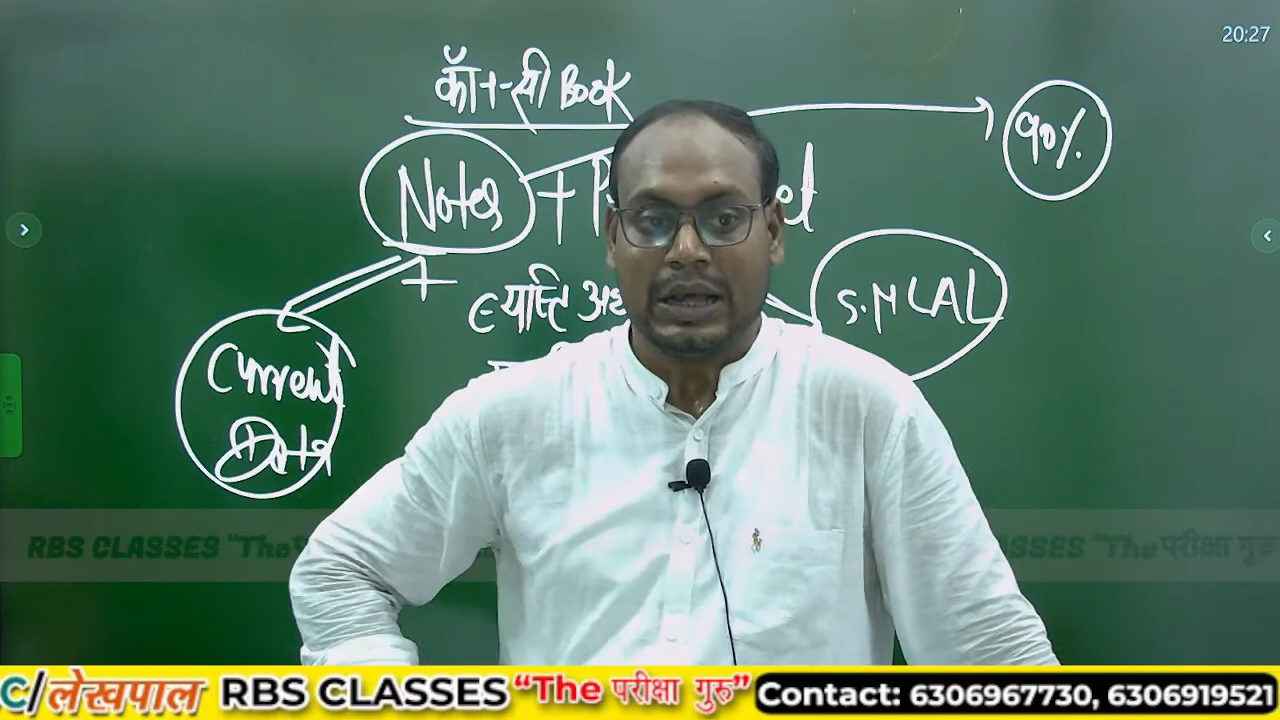 20:27
कॉन-सी Book
90%
Notes +
+
S.N LAL
Current
Data
RBS CLASSES "The परीक्षा गुरु
C/लेखपाल RBS CLASSES “The परीक्षा गुरु” Contact: 6306967730, 6306919521